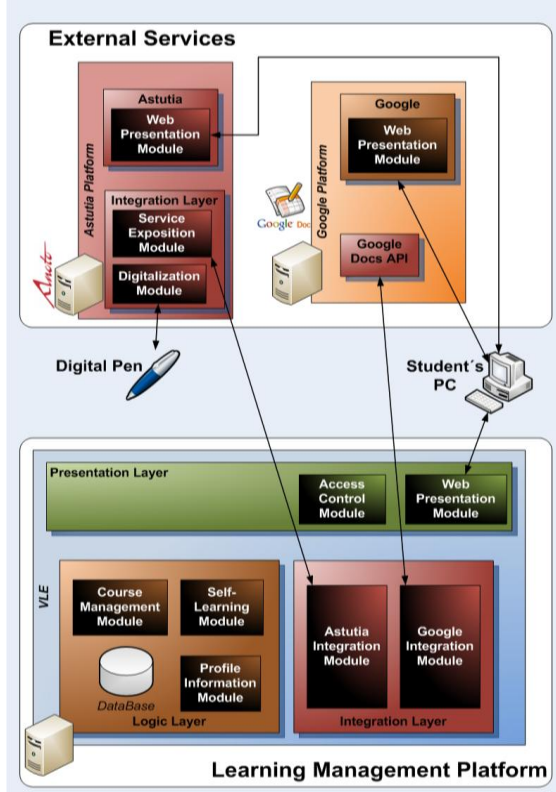 External Services
Astutia Platform
Astutia
Web
Presentation
Module
Integration Layer
Service
Exposition
Module
Digitalization
Module
Anoto
Google Platform
Google
Web
Presentation
Module
Google Doc
Google
Docs API
Digital Pen
Student´s
PC
VLE
Presentation Layer
Access
Control
Module
Web
Presentation
Module
Course
Management
Module
Self-
Learning
Module
DataBase
Profile
Information
Module
Logic Layer
Astutia
Integration
Module
Google
Integration
Module
Integration Layer
Learning Management Platform